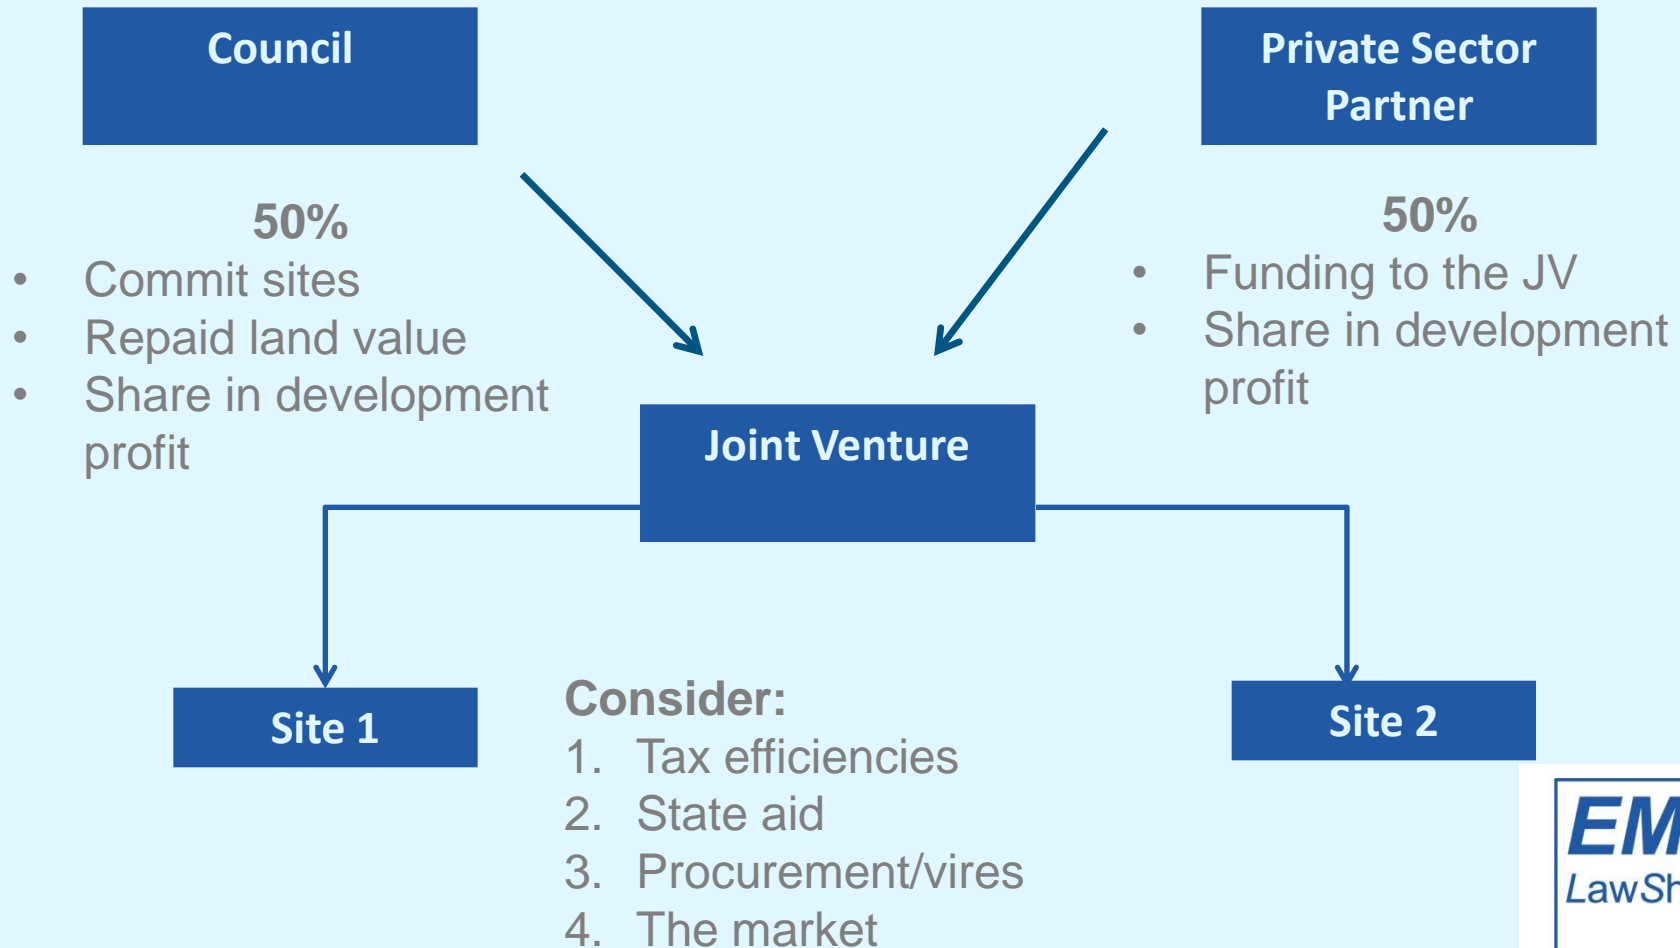 Council
Private Sector
Partner
50%
• Commit sites
• Repaid land value
• Share in development
profit
50%
• Funding to the JV
• Share in development
profit
Joint Venture
Site 1
Consider:
1. Tax efficiencies
2. State aid
3. Procurement/vires
4. The market
Site 2
EM
LawSh